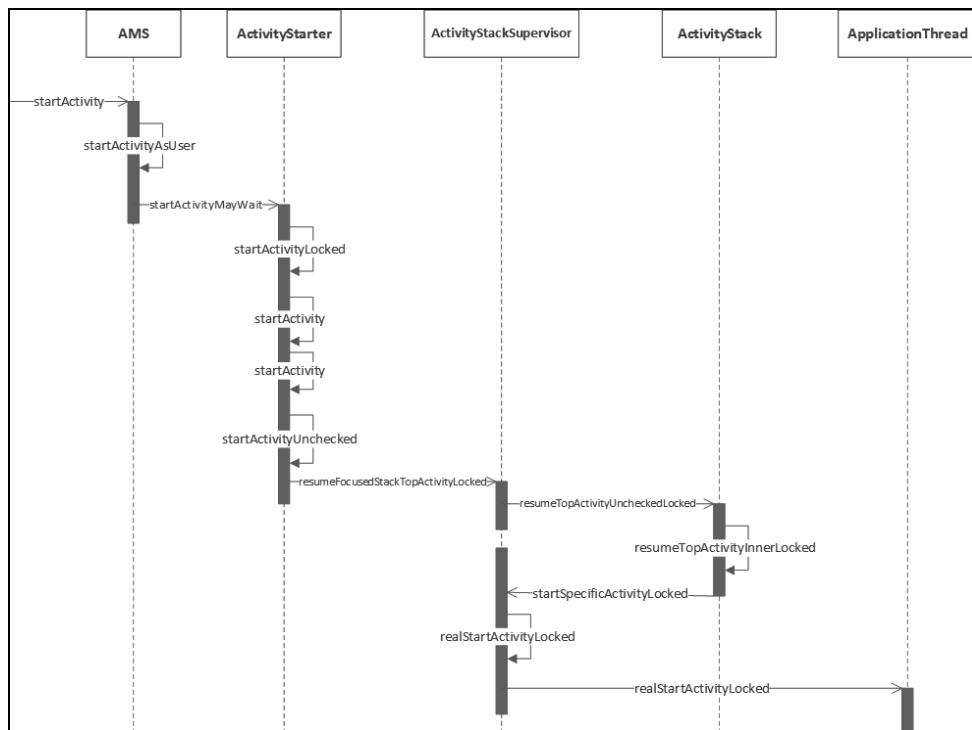 AMS
ActivityStarter
ActivityStackSupervisor
ActivityStack
ApplicationThread
startActivity
startActivityAsUser
startActivityMayWait
startActivityLocked
startActivity
startActivity
startActivityUnchecked
resumeFocusedStackTopActivityLocked
resumeTopActivityUncheckedLocked
resumeTopActivityInnerLocked
startSpecificActivityLocked
realStartActivityLocked
realStartActivityLocked